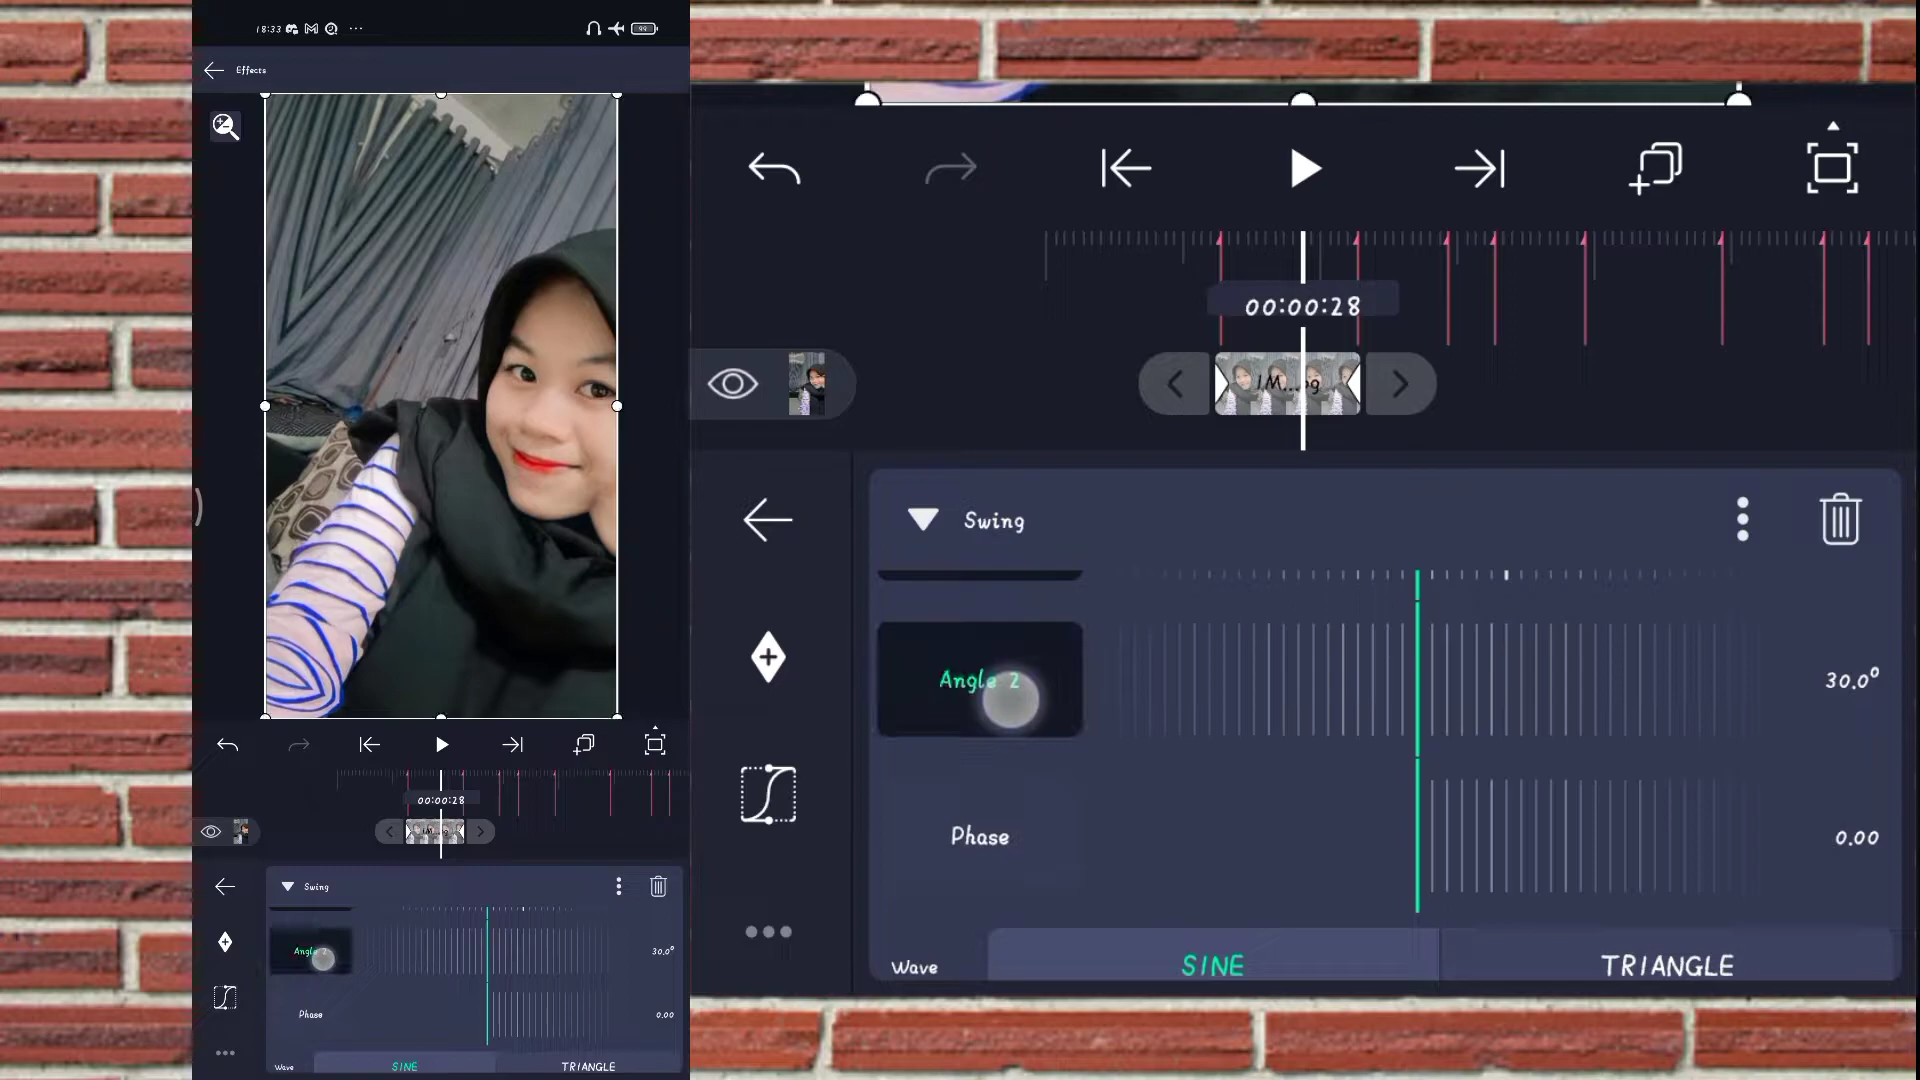 18:33
99
Effects
00:00:28
Swing
Angle 2
30.0°
Phase
0.00
Wave
SINE
TRIANGLE
00:00:28
Swing
Angle 2
30.0°
Phase
0.00
Wave
SINE
TRIANGLE